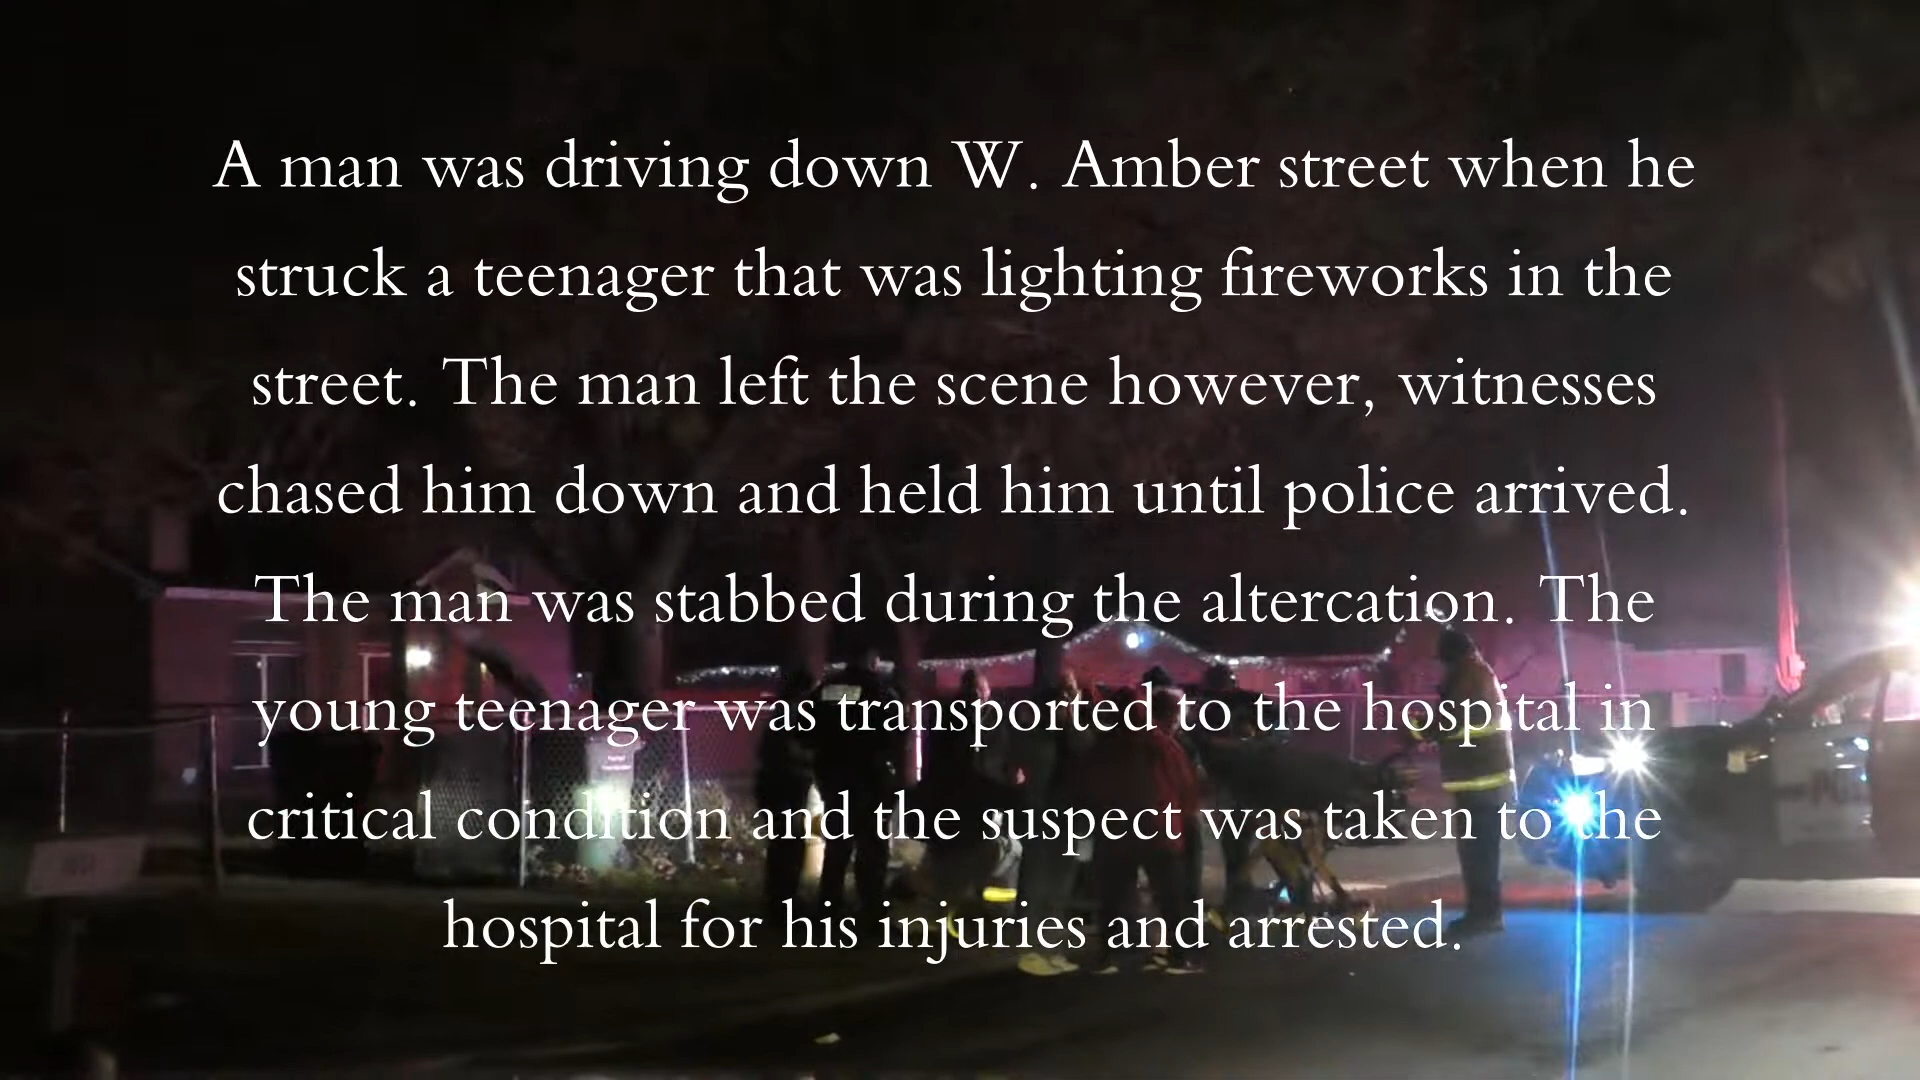 A man was driving down W. Amber street when he
struck a teenager that was lighting fireworks in the
street. The man left the scene however, witnesses
chased him down and held him until police arrived.
The man was stabbed during the altercation. The
young teenager was transported to the hospital in
critical condition and the suspect was taken to the
hospital for his injuries and arrested.